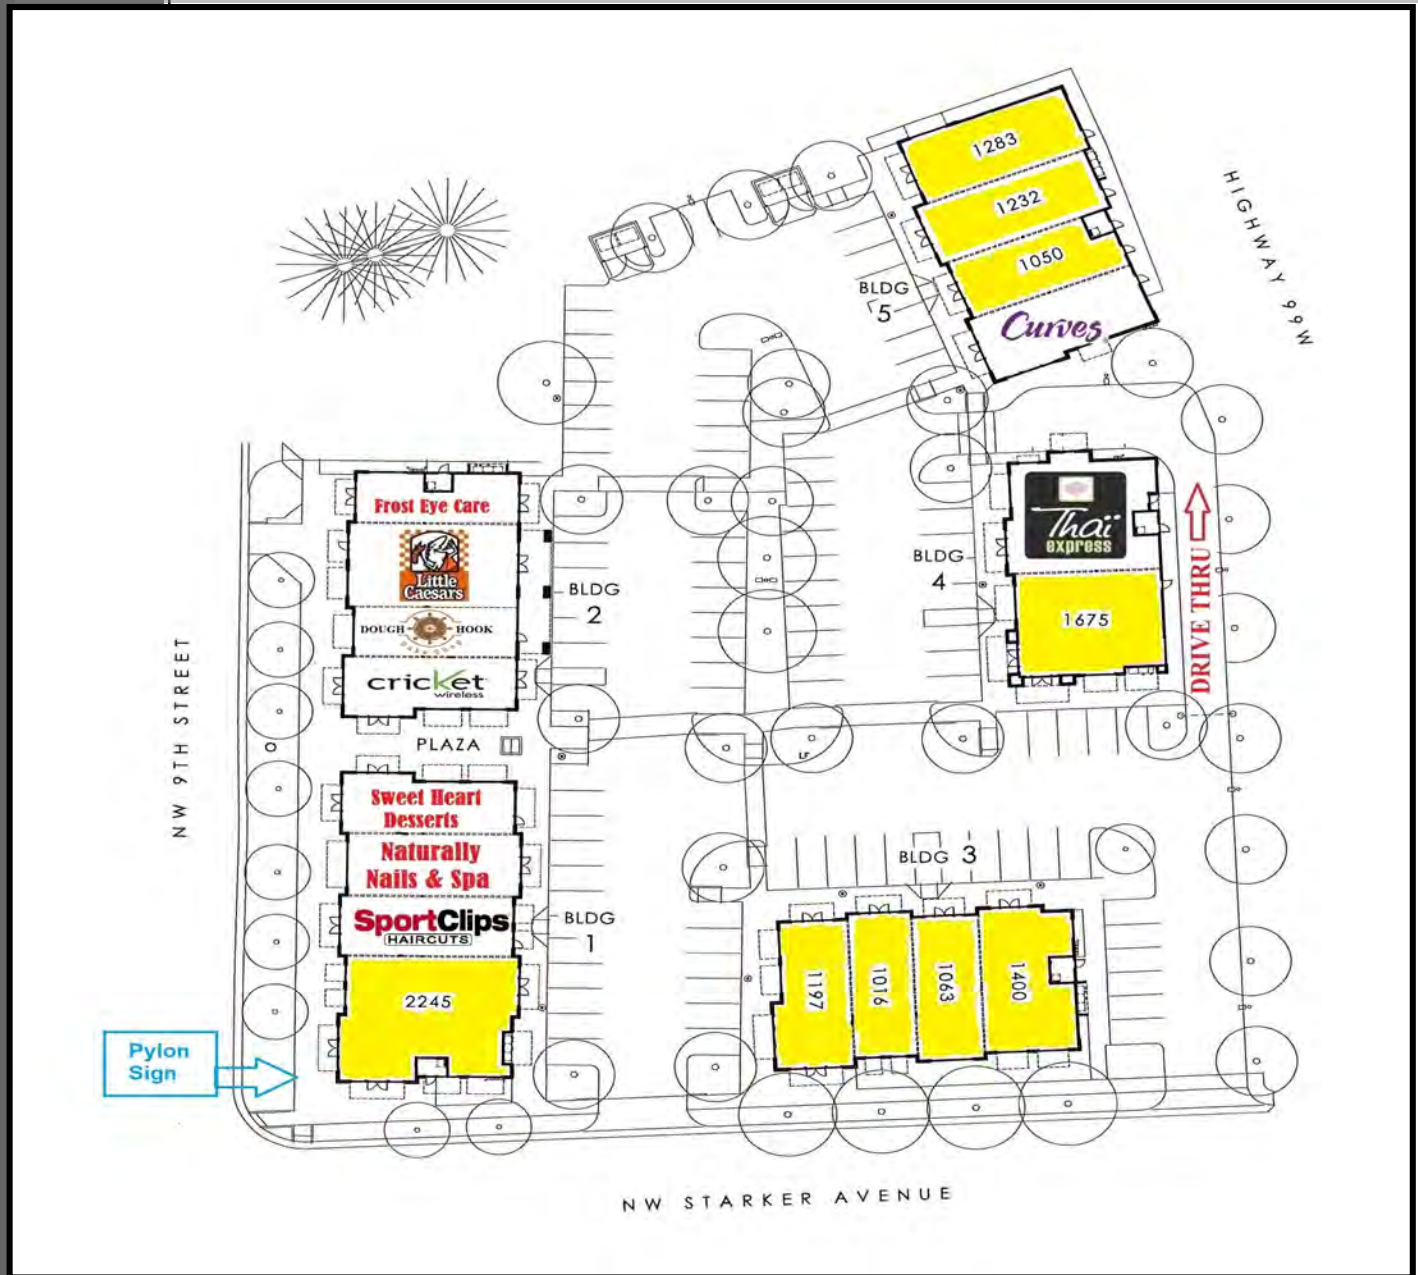 1283
1232
1050
BLDG
5
Curves
HIGHWAY 99W
Frost Eye Care
Little
Caesars
DOUGH HOOK
cricket
wireless
BLDG
2
Thaï
express
BLDG
4
1675
DRIVE THRU
NW 9TH STREET
PLAZA
Sweet Heart
Desserts
Naturally
Nails & Spa
SportClips
HAIRCUTS
BLDG
1
2245
BLDG 3
1197
1016
1063
1400
Pylon
Sign
NW STARKER AVENUE